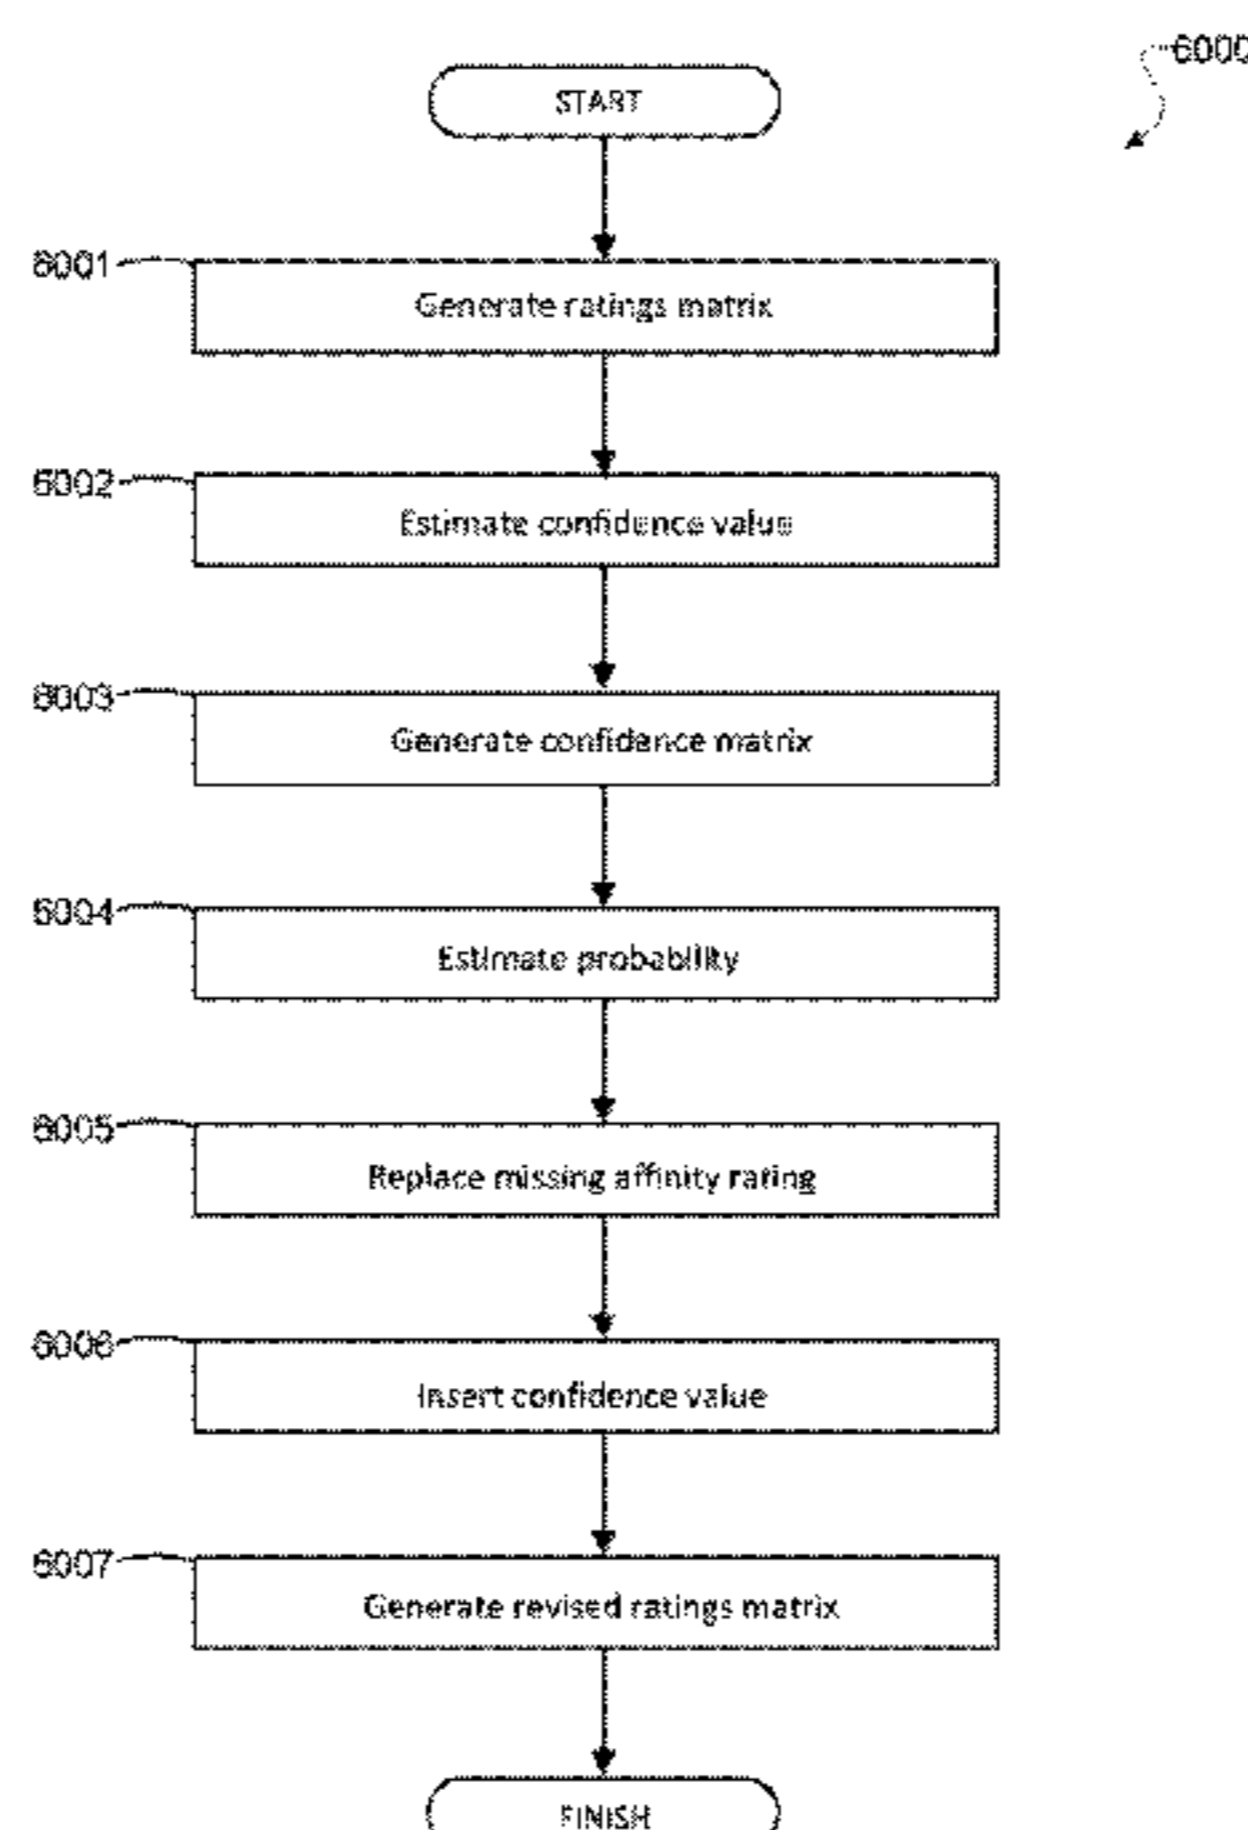 6000
START
6001
Generate ratings matrix
6002
Estimate confidence value
6003
Generate confidence matrix
6004
Estimate probability
6005
Replace missing affinity rating
6006
Insert confidence value
6007
Generate revised ratings matrix
FINISH